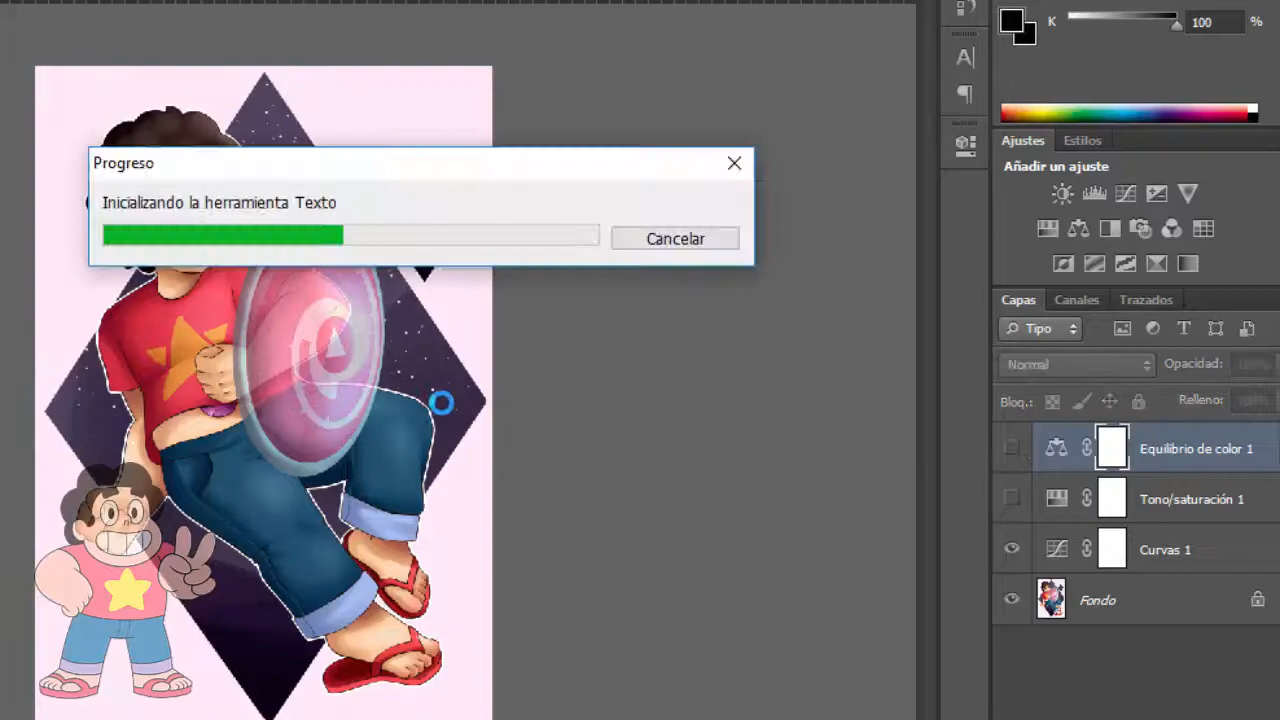 K 100 %
Progreso
Inicializando la herramienta Texto
Cancelar
A|
Ajustes Estilos
Añadir un ajuste
Capas Canales Trazados
Tipo T
Normal Opacidad:
Bloq.: Relleno:
Equilibrio de color 1
Tono/saturación 1
Curvas 1
Fondo